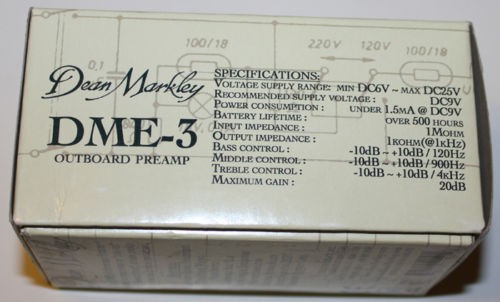 100/18
220V
120V
100/18
0,1
Dean Markley
DME-3
OUTBOARD PREAMP
SPECIFICATIONS:
VOLTAGE SUPPLY RANGE: MIN DC6V ~ MAX DC25V
RECOMMENDED SUPPLY VOLTAGE : DC9V
POWER CONSUMPTION : UNDER 1.5MA @ DC9V
BATTERY LIFETIME : OVER 500 HOURS
INPUT IMPEDANCE : 1MOHM
OUTPUT IMPEDANCE : 1KOHM(@1KHZ)
BASS CONTROL : -10dB ~ +10dB / 120Hz
MIDDLE CONTROL : -10dB ~ +10dB / 900Hz
TREBLE CONTROL : -10dB ~ +10dB / 4kHz
MAXIMUM GAIN : 20dB